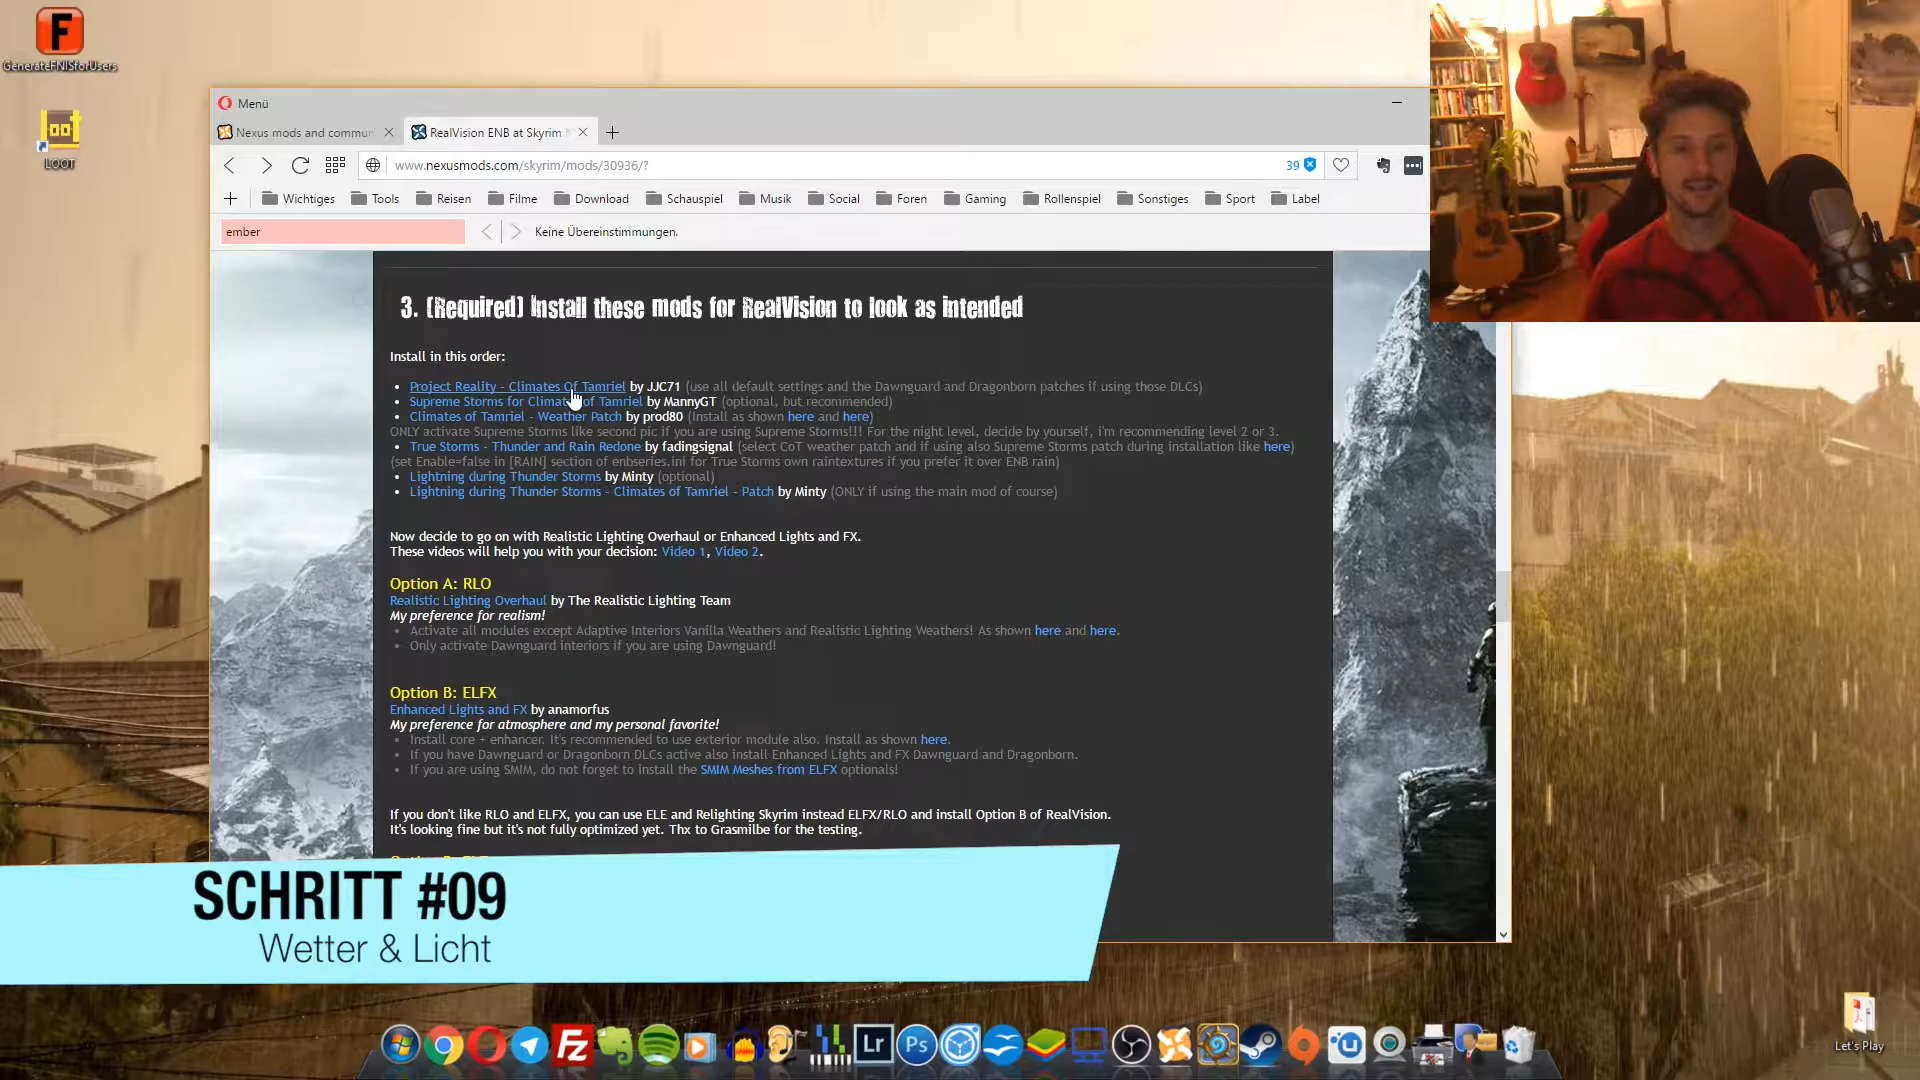 GenerateFNISforUsers
LOOT
Menü
Nexus mods and commun
RealVision ENB at Skyrim
www.nexusmods.com/skyrim/mods/30936/?
39
Wichtiges
Tools
Reisen
Filme
Download
Schauspiel
Musik
Social
Foren
Gaming
Rollenspiel
Sonstiges
Sport
Label
ember
Keine Übereinstimmungen.
3. (Required) Install these mods for RealVision to look as intended
Install in this order:
Project Reality - Climates Of Tamriel by JJC71 (use all default settings and the Dawnguard and Dragonborn patches if using those DLCs)
Supreme Storms for Climates of Tamriel by MannyGT (optional, but recommended)
Climates of Tamriel - Weather Patch by prod80 (Install as shown here and here)
ONLY activate Supreme Storms like second pic if you are using Supreme Storms!!! For the night level, decide by yourself, i'm recommending level 2 or 3.
True Storms - Thunder and Rain Redone by fadingsignal (select CoT weather patch and if using also Supreme Storms patch during installation like here)
(set Enable=false in [RAIN] section of enbseries.ini for True Storms own raintextures if you prefer it over ENB rain)
Lightning during Thunder Storms by Minty (optional)
Lightning during Thunder Storms - Climates of Tamriel - Patch by Minty (ONLY if using the main mod of course)
Now decide to go on with Realistic Lighting Overhaul or Enhanced Lights and FX.
These videos will help you with your decision: Video 1, Video 2.
Option A: RLO
Realistic Lighting Overhaul by The Realistic Lighting Team
My preference for realism!
Activate all modules except Adaptive Interiors Vanilla Weathers and Realistic Lighting Weathers! As shown here and here.
Only activate Dawnguard interiors if you are using Dawnguard!
Option B: ELFX
Enhanced Lights and FX by anamorfus
My preference for atmosphere and my personal favorite!
Install core + enhancer. It's recommended to use exterior module also. Install as shown here.
If you have Dawnguard or Dragonborn DLCs active also install Enhanced Lights and FX Dawnguard and Dragonborn.
If you are using SMIM, do not forget to install the SMIM Meshes from ELFX optionals!
If you don't like RLO and ELFX, you can use ELE and Relighting Skyrim instead ELFX/RLO and install Option B of RealVision.
It's looking fine but it's not fully optimized yet. Thx to Grasmilbe for the testing.
SCHRITT #09
Wetter & Licht
Fz
Lr
Ps
Let's Play